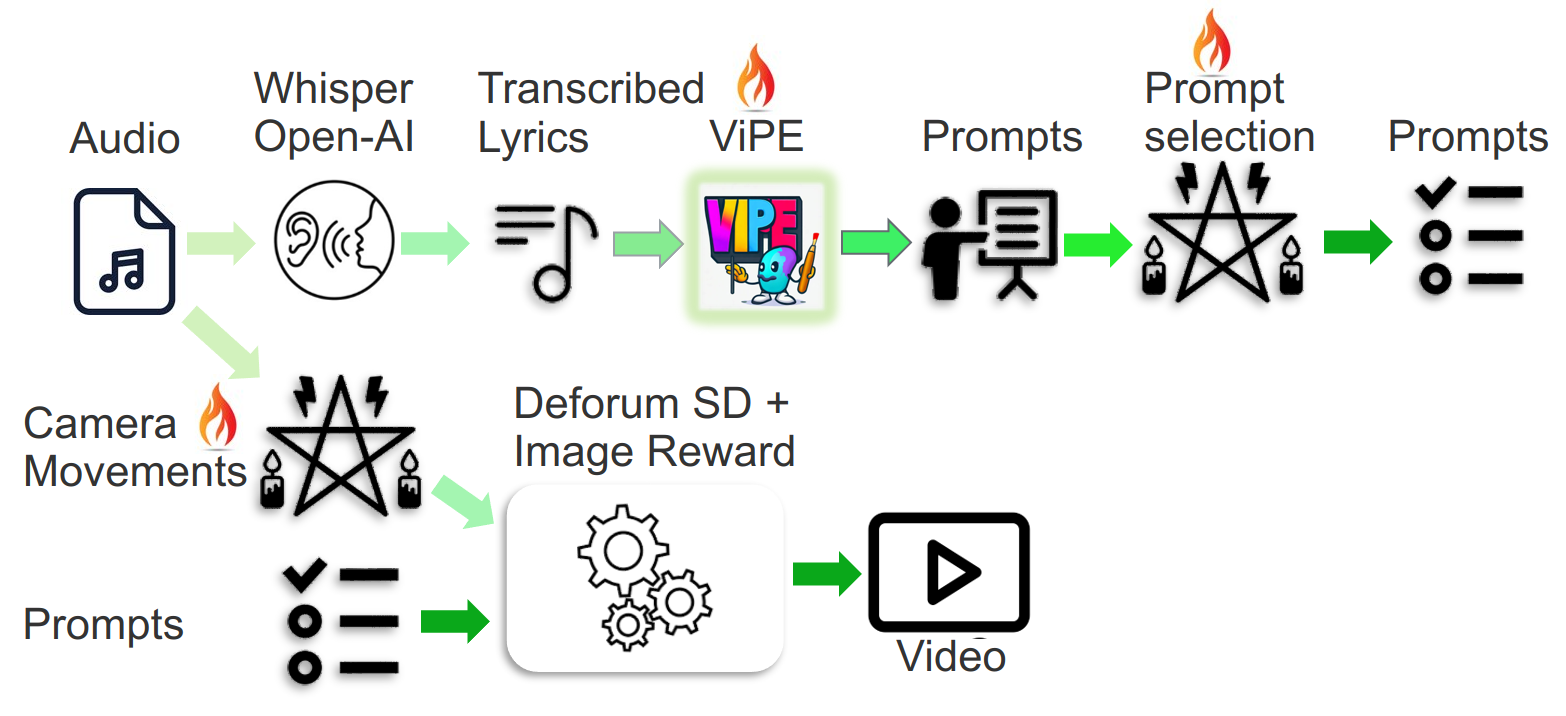 Audio
Whisper
Open-AI
Transcribed
Lyrics
ViPE
VIPE
Prompts
Prompt
selection
Prompts
Camera
Movements
Deforum SD +
Image Reward
Prompts
Video